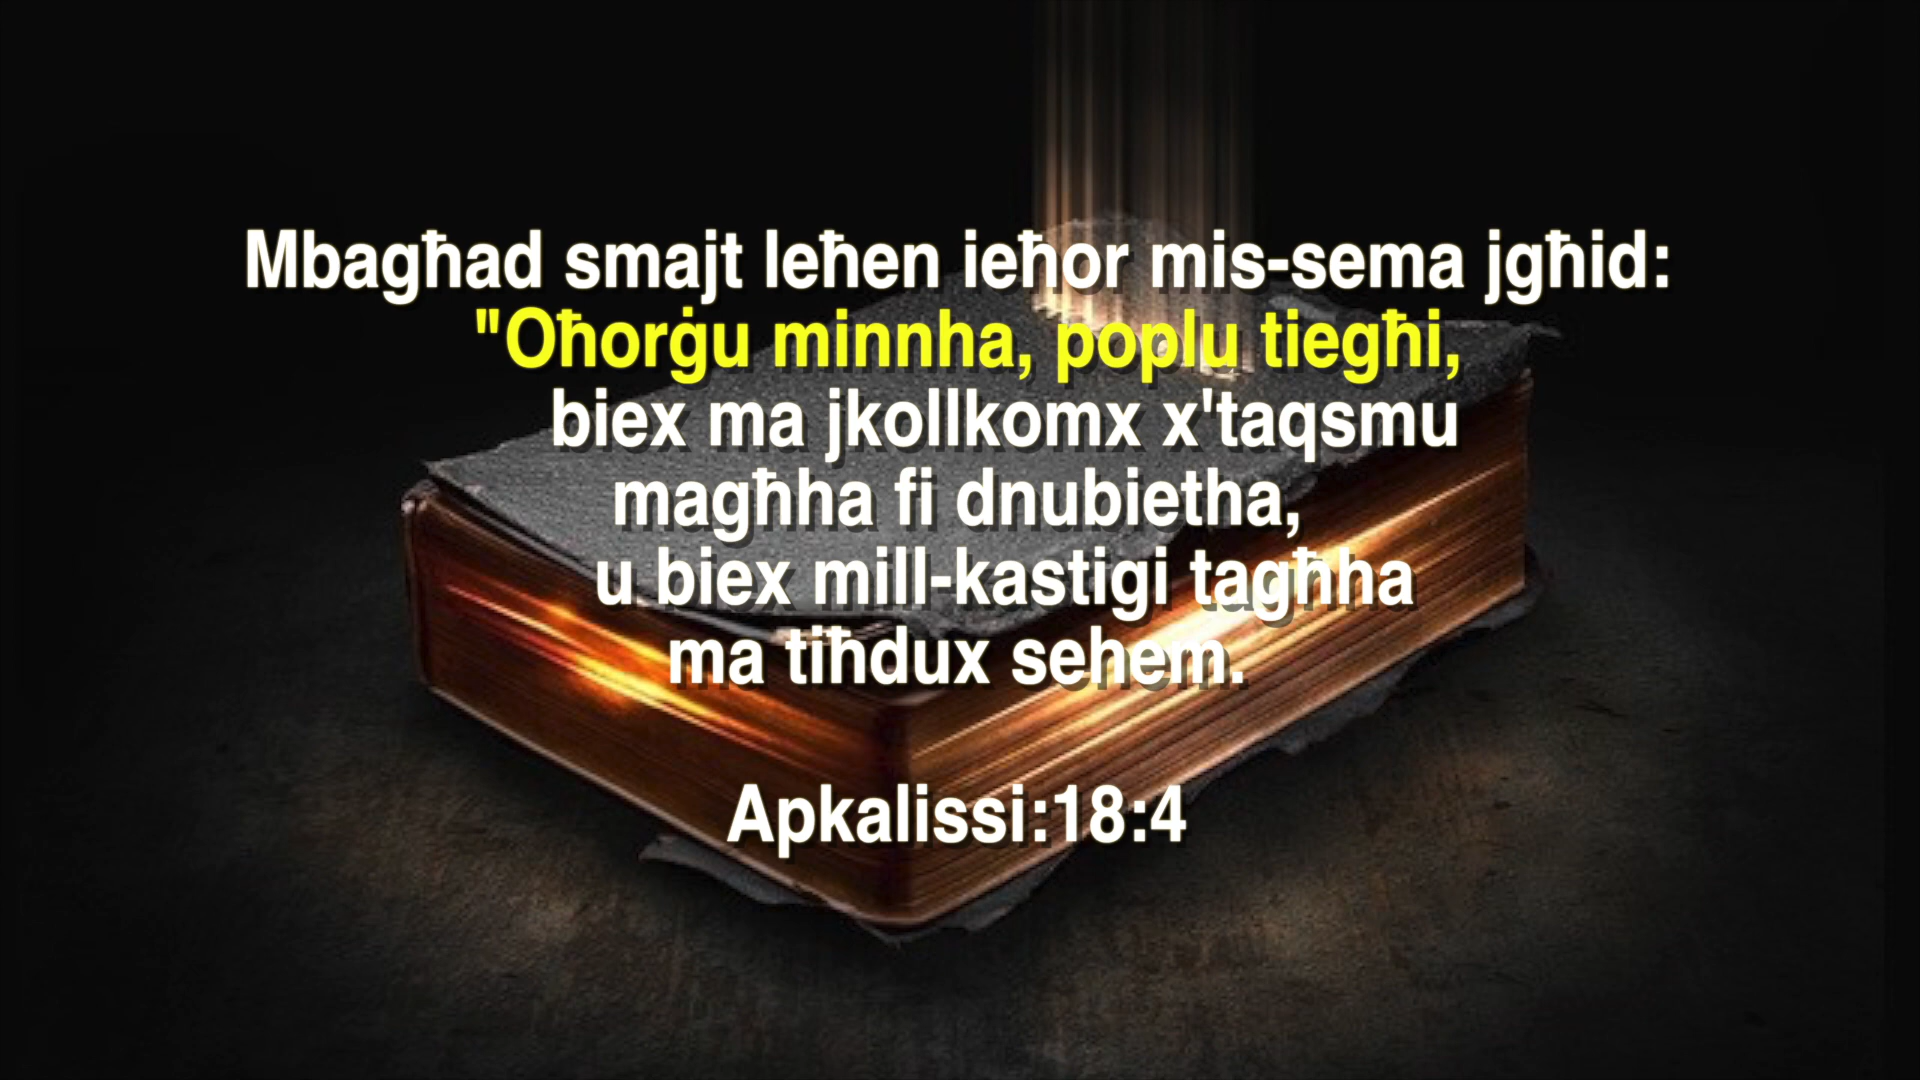 Mbagħad smajt leħen ieħor mis-sema jgħid:
"Oħorġu minnha, poplu tiegħi,
biex ma jkollkomx x'taqsmu
magħha fi dnubietha,
u biex mill-kastigi tagħha
ma tiħdux sehem.
Apkalissi:18:4